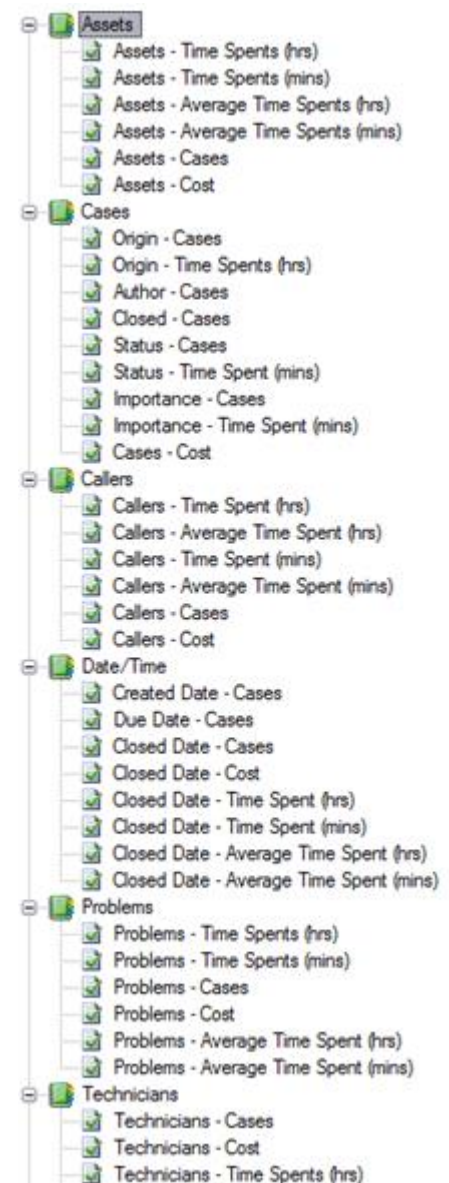 Assets
Assets - Time Spents (hrs)
Assets - Time Spents (mins)
Assets - Average Time Spents (hrs)
Assets - Average Time Spents (mins)
Assets - Cases
Assets - Cost
Cases
Origin - Cases
Origin - Time Spents (hrs)
Author - Cases
Closed - Cases
Status - Cases
Status - Time Spent (mins)
Importance - Cases
Importance - Time Spent (mins)
Cases - Cost
Callers
Callers - Time Spent (hrs)
Callers - Average Time Spent (hrs)
Callers - Time Spent (mins)
Callers - Average Time Spent (mins)
Callers - Cases
Callers - Cost
Date/Time
Created Date - Cases
Due Date - Cases
Closed Date - Cases
Closed Date - Cost
Closed Date - Time Spent (hrs)
Closed Date - Time Spent (mins)
Closed Date - Average Time Spent (hrs)
Closed Date - Average Time Spent (mins)
Problems
Problems - Time Spents (hrs)
Problems - Time Spents (mins)
Problems - Cases
Problems - Cost
Problems - Average Time Spent (hrs)
Problems - Average Time Spent (mins)
Technicians
Technicians - Cases
Technicians - Cost
Technicians - Time Spents (hrs)